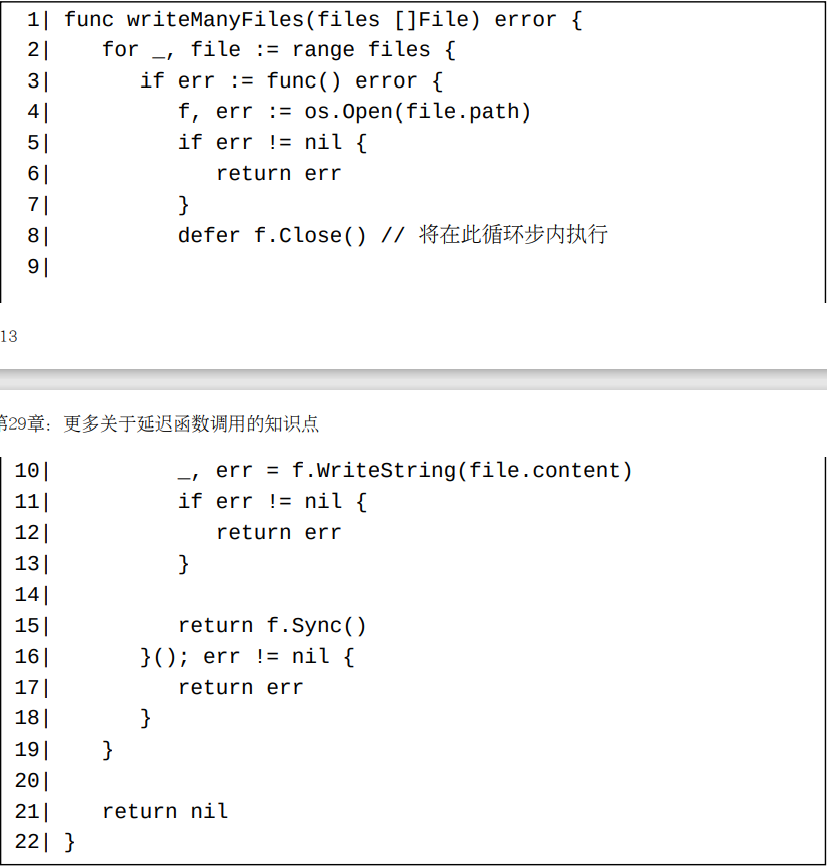 1| func writeManyFiles(files []File) error {
2|    for _, file := range files {
3|       if err := func() error {
4|          f, err := os.Open(file.path)
5|          if err != nil {
6|             return err
7|          }
8|          defer f.Close() // 将在此循环步内执行
9|
13
第29章：更多关于延迟函数调用的知识点
10|          _, err = f.WriteString(file.content)
11|          if err != nil {
12|             return err
13|          }
14|
15|          return f.Sync()
16|       }(); err != nil {
17|          return err
18|       }
19|    }
20|
21|    return nil
22| }